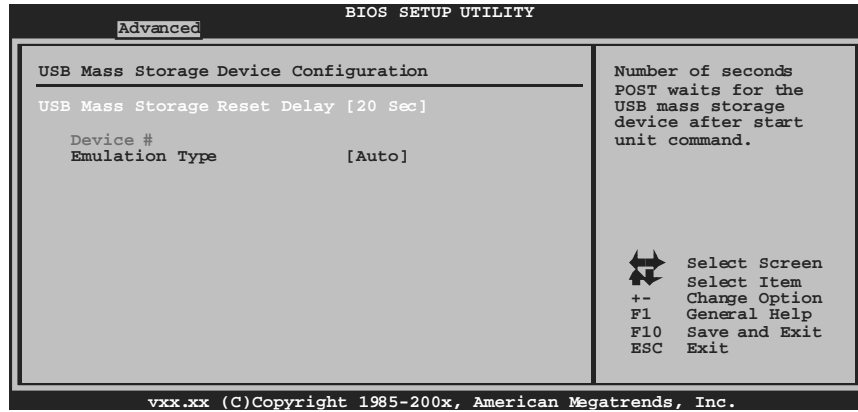 BIOS SETUP UTILITY
Advanced
USB Mass Storage Device Configuration
USB Mass Storage Reset Delay [20 Sec]
Device #
Emulation Type [Auto]
Number of seconds
POST waits for the
USB mass storage
device after start
unit command.
Select Screen
Select Item
+- Change Option
F1 General Help
F10 Save and Exit
ESC Exit
vxx.xx (C)Copyright 1985-200x, American Megatrends, Inc.